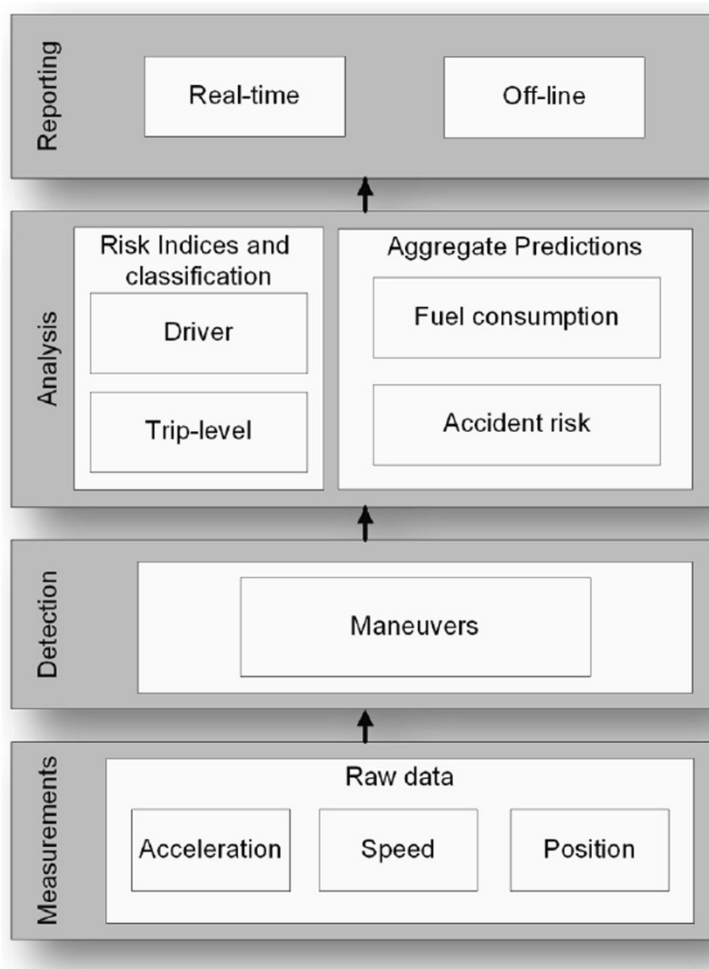 Reporting
Real-time
Off-line
Analysis
Risk Indices and
classification
Driver
Trip-level
Aggregate Predictions
Fuel consumption
Accident risk
Detection
Maneuvers
Measurements
Raw data
Acceleration
Speed
Position